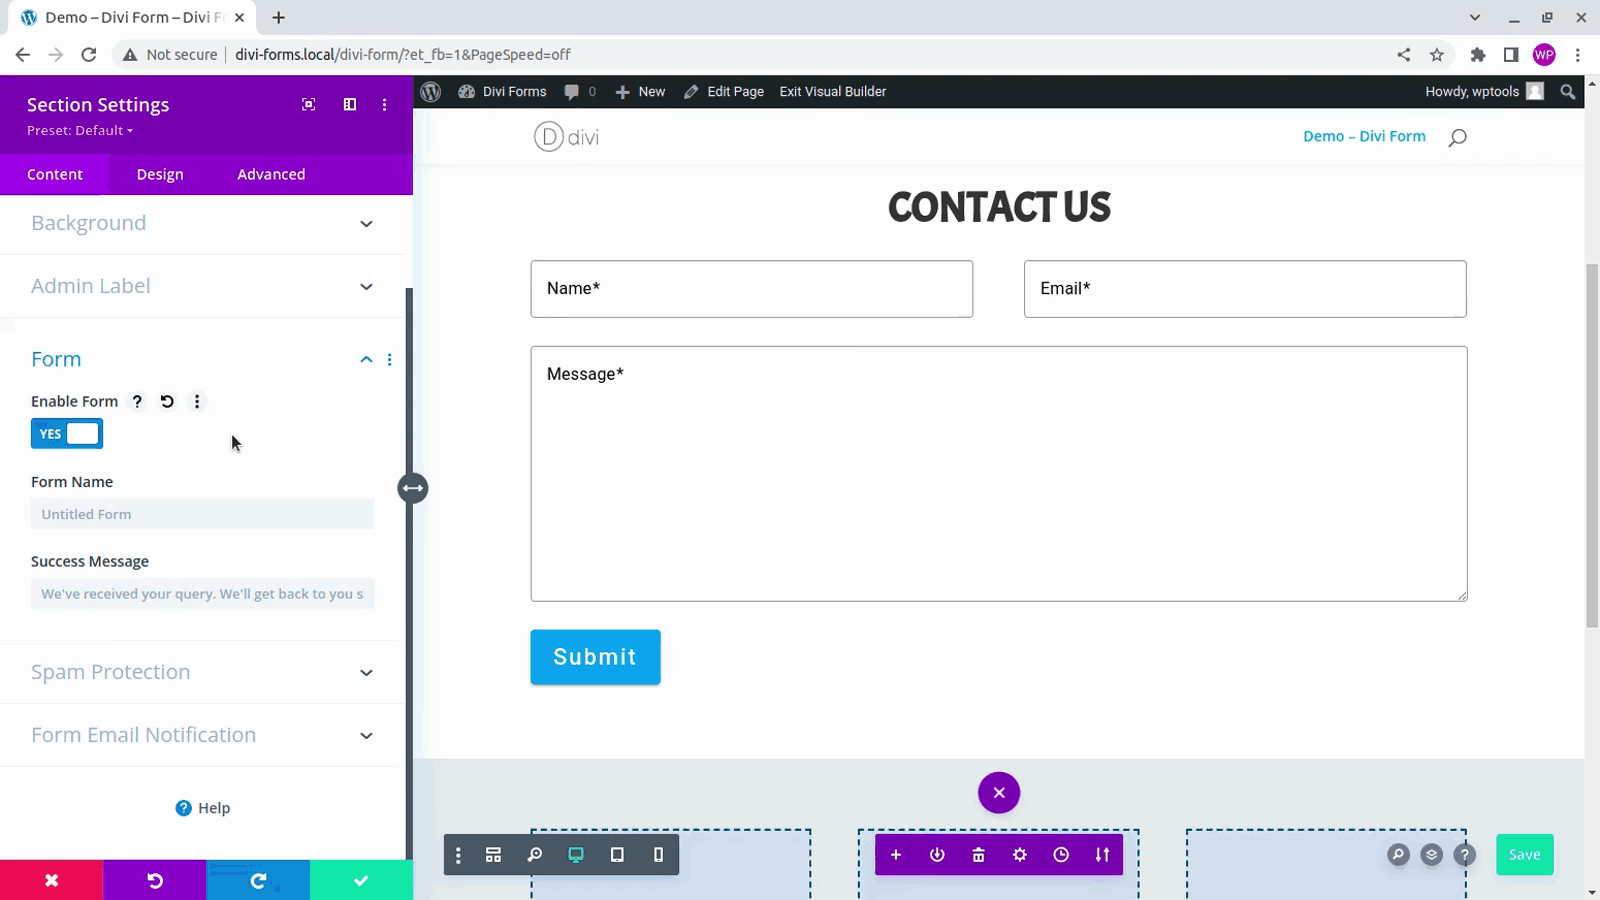 Demo – Divi Form – Divi F
Not secure
divi-forms.local/divi-form/?et_fb=1&PageSpeed=off
WP
Section Settings
Preset: Default
Content
Design
Advanced
Background
Admin Label
Form
Enable Form
?
YES
Form Name
Untitled Form
Success Message
We've received your query. We'll get back to you s
Spam Protection
Form Email Notification
? Help
Divi Forms
0
New
Edit Page
Exit Visual Builder
Howdy, wptools
D divi
Demo – Divi Form
CONTACT US
Name*
Email*
Message*
Submit
?
Save